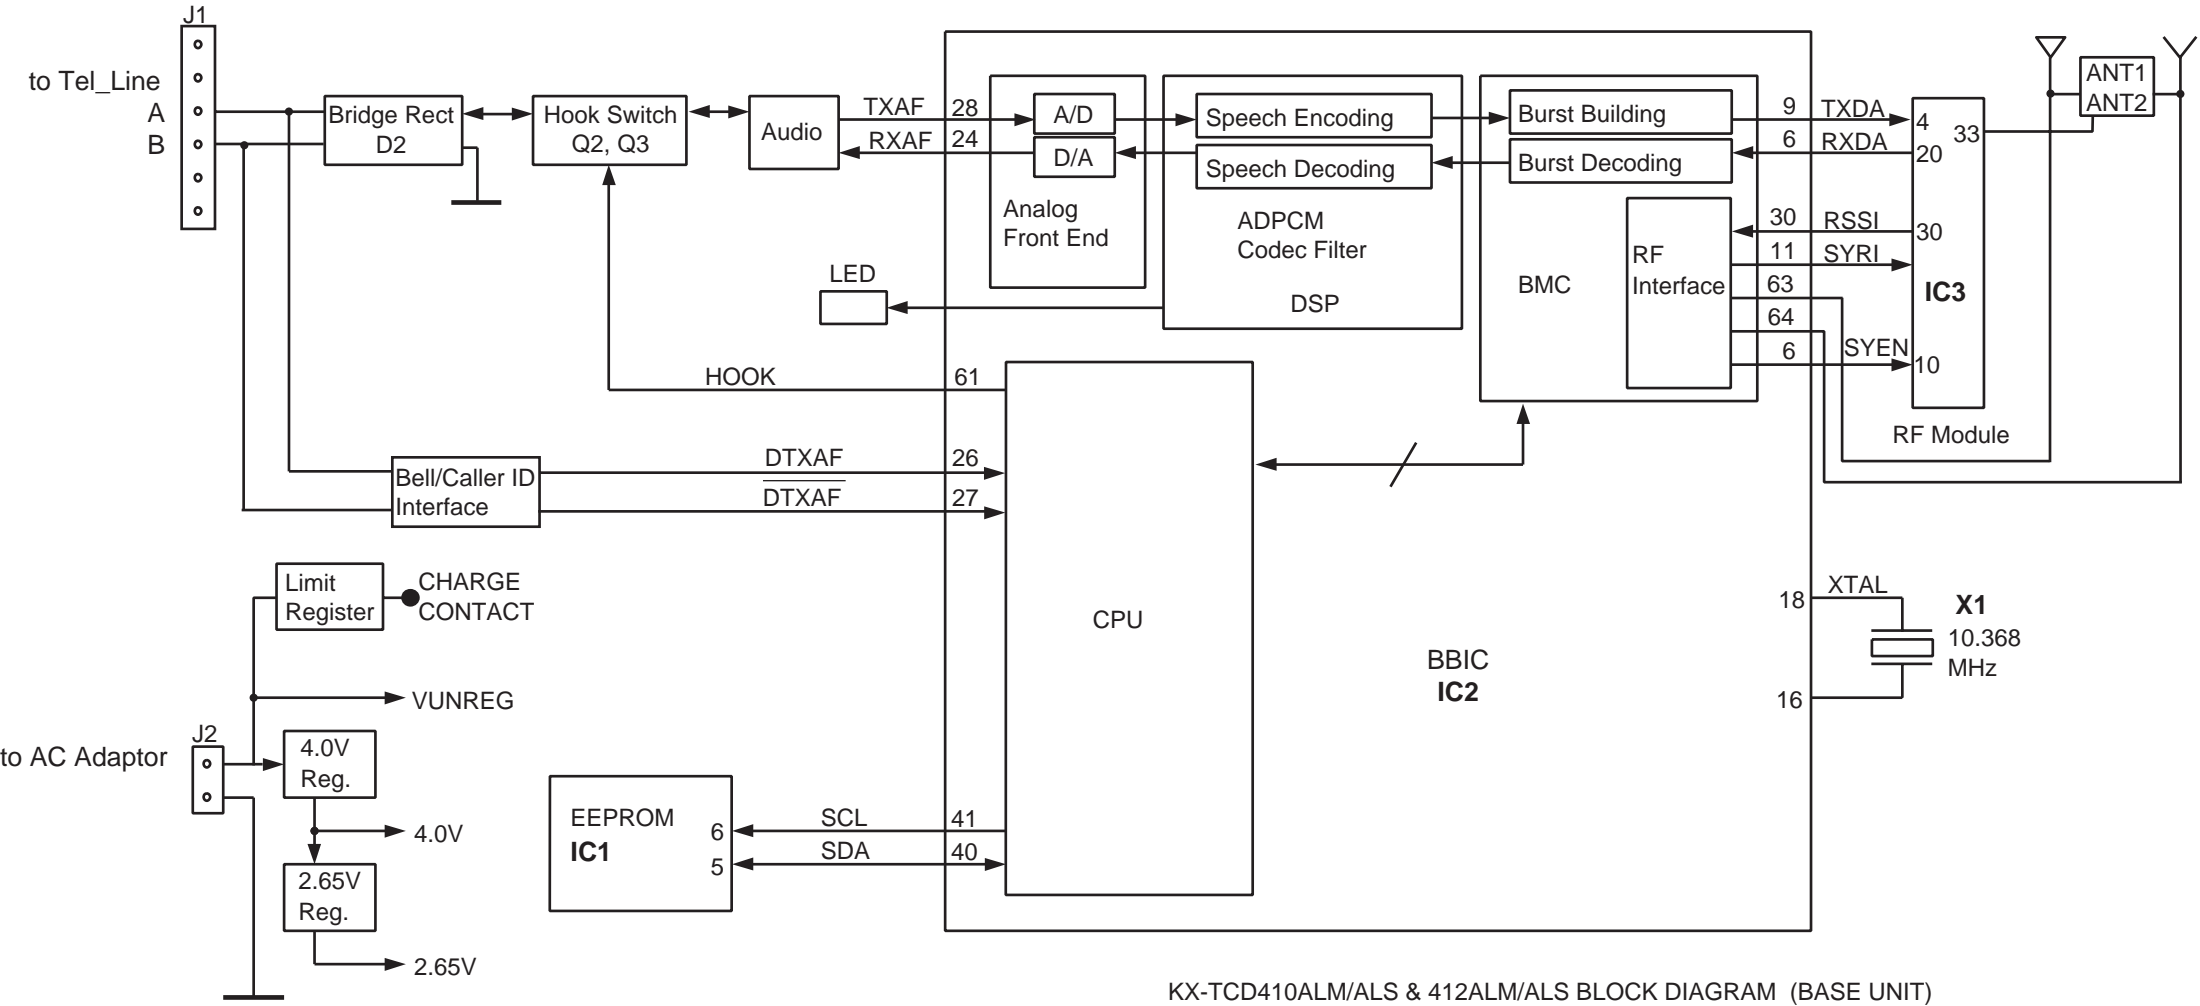 J1
to Tel_Line
A
B
Bridge Rect
D2
Hook Switch
Q2, Q3
Audio
TXAF
28
RXAF
24
A/D
D/A
Analog
Front End
Speech Encoding
Speech Decoding
ADPCM
Codec Filter
DSP
Burst Building
Burst Decoding
BMC
RF
Interface
9
TXDA
6
RXDA
30
RSSI
11
SYRI
63
64
6
SYEN
4
20
33
30
IC3
10
RF Module
ANT1
ANT2
LED
HOOK
61
Bell/Caller ID
Interface
DTXAF
26
DTXAF
27
CPU
BBIC
IC2
18
XTAL
16
X1
10.368
MHz
Limit
Register
CHARGE
CONTACT
VUNREG
J2
to AC Adaptor
4.0V
Reg.
4.0V
2.65V
Reg.
2.65V
EEPROM
IC1
6
5
SCL
41
SDA
40
KX-TCD410ALM/ALS & 412ALM/ALS BLOCK DIAGRAM (BASE UNIT)